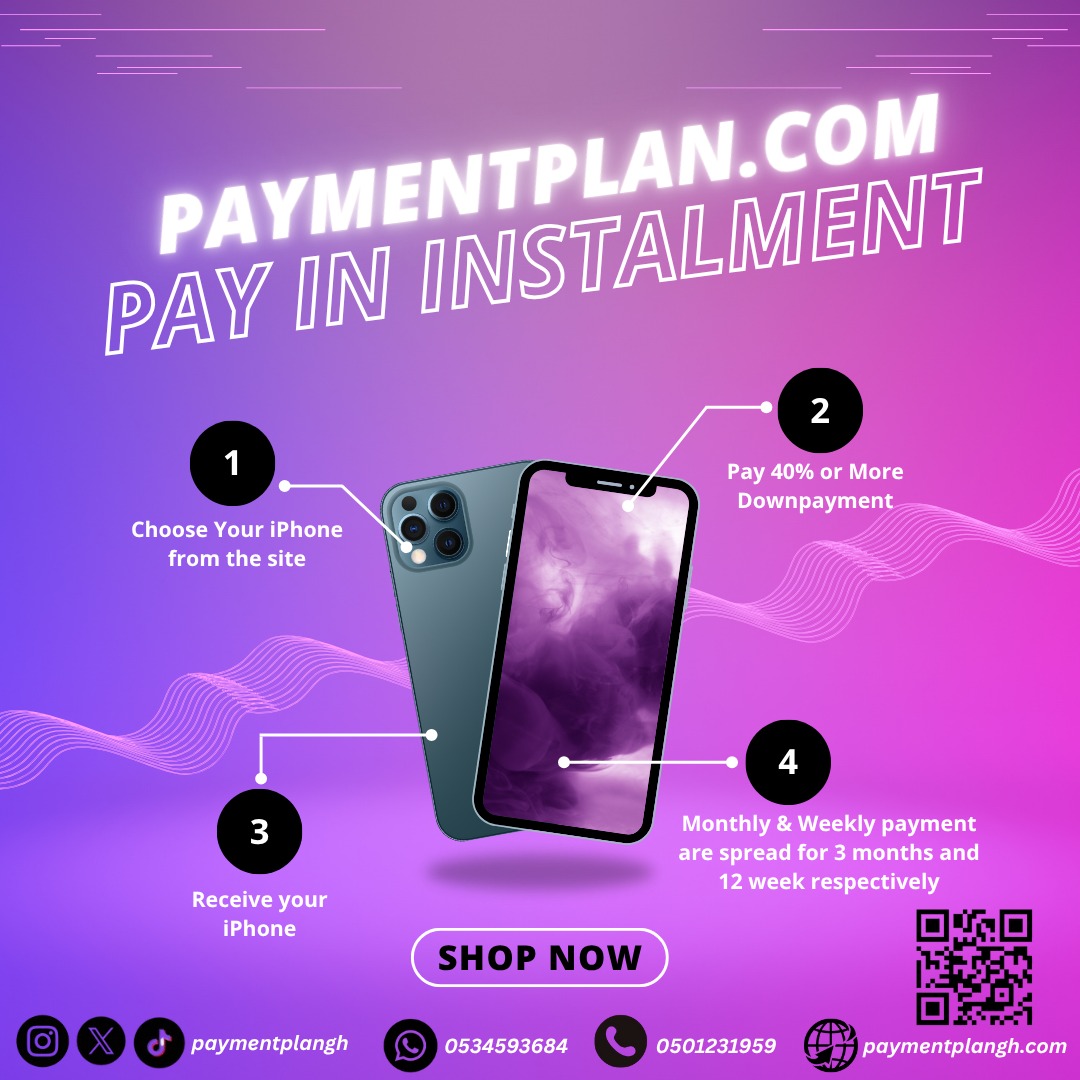 PAYMENTPLAN.COM
PAY IN INSTALMENT
1
Choose Your iPhone
from the site
2
Pay 40% or More
Downpayment
3
Receive your
iPhone
4
Monthly & Weekly payment
are spread for 3 months and
12 week respectively
SHOP NOW
paymentplangh
0534593684
0501231959
paymentplangh.com